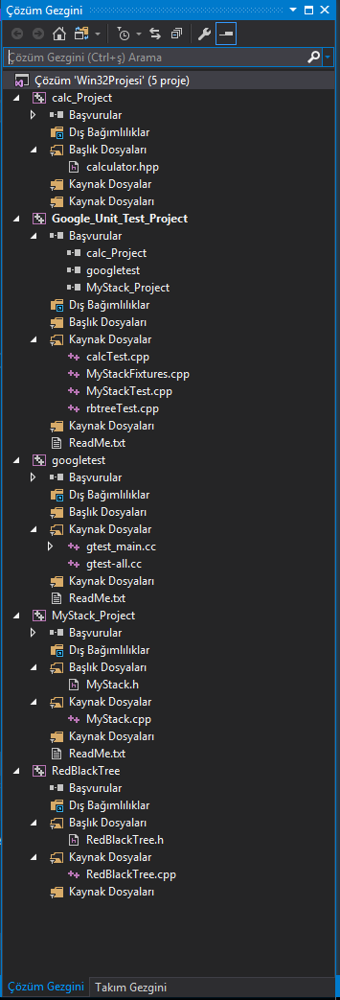 Çözüm Gezgini
Çözüm Gezgini (Ctrl+ş) Arama
Çözüm 'Win32Projesi' (5 proje)
calc_Project
Başvurular
Dış Bağımlılıklar
Başlık Dosyaları
calculator.hpp
Kaynak Dosyalar
Kaynak Dosyaları
Google_Unit_Test_Project
Başvurular
calc_Project
googletest
MyStack_Project
Dış Bağımlılıklar
Başlık Dosyaları
Kaynak Dosyalar
calcTest.cpp
MyStackFixtures.cpp
MyStackTest.cpp
rbtreeTest.cpp
Kaynak Dosyaları
ReadMe.txt
googletest
Başvurular
Dış Bağımlılıklar
Başlık Dosyaları
Kaynak Dosyalar
gtest_main.cc
gtest-all.cc
Kaynak Dosyaları
ReadMe.txt
MyStack_Project
Başvurular
Dış Bağımlılıklar
Başlık Dosyaları
MyStack.h
Kaynak Dosyalar
MyStack.cpp
Kaynak Dosyaları
ReadMe.txt
RedBlackTree
Başvurular
Dış Bağımlılıklar
Başlık Dosyaları
RedBlackTree.h
Kaynak Dosyalar
RedBlackTree.cpp
Kaynak Dosyaları
Çözüm Gezgini Takım Gezgini